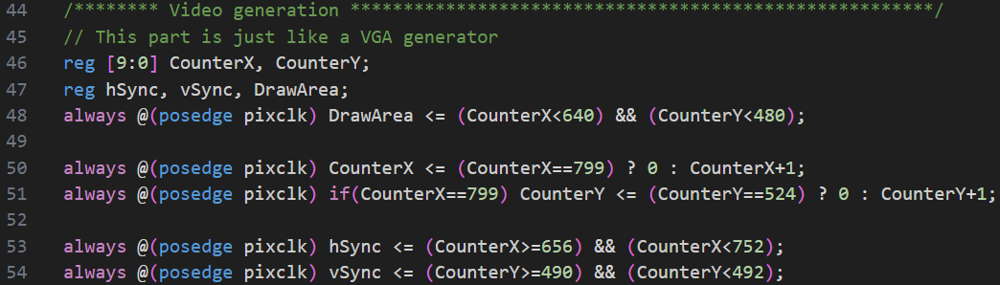 44 /******** Video generation *******************************************************/
45 // This part is just like a VGA generator
46 reg [9:0] CounterX, CounterY;
47 reg hSync, vSync, DrawArea;
48 always @(posedge pixclk) DrawArea <= (CounterX<640) && (CounterY<480);
49
50 always @(posedge pixclk) CounterX <= (CounterX==799) ? 0 : CounterX+1;
51 always @(posedge pixclk) if(CounterX==799) CounterY <= (CounterY==524) ? 0 : CounterY+1;
52
53 always @(posedge pixclk) hSync <= (CounterX>=656) && (CounterX<752);
54 always @(posedge pixclk) vSync <= (CounterY>=490) && (CounterY<492);